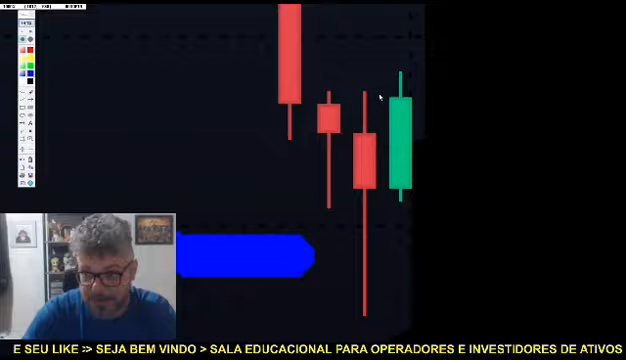 E SEU LIKE >> SEJA BEM VINDO > SALA EDUCACIONAL PARA OPERADORES E INVESTIDORES DE ATIVOS